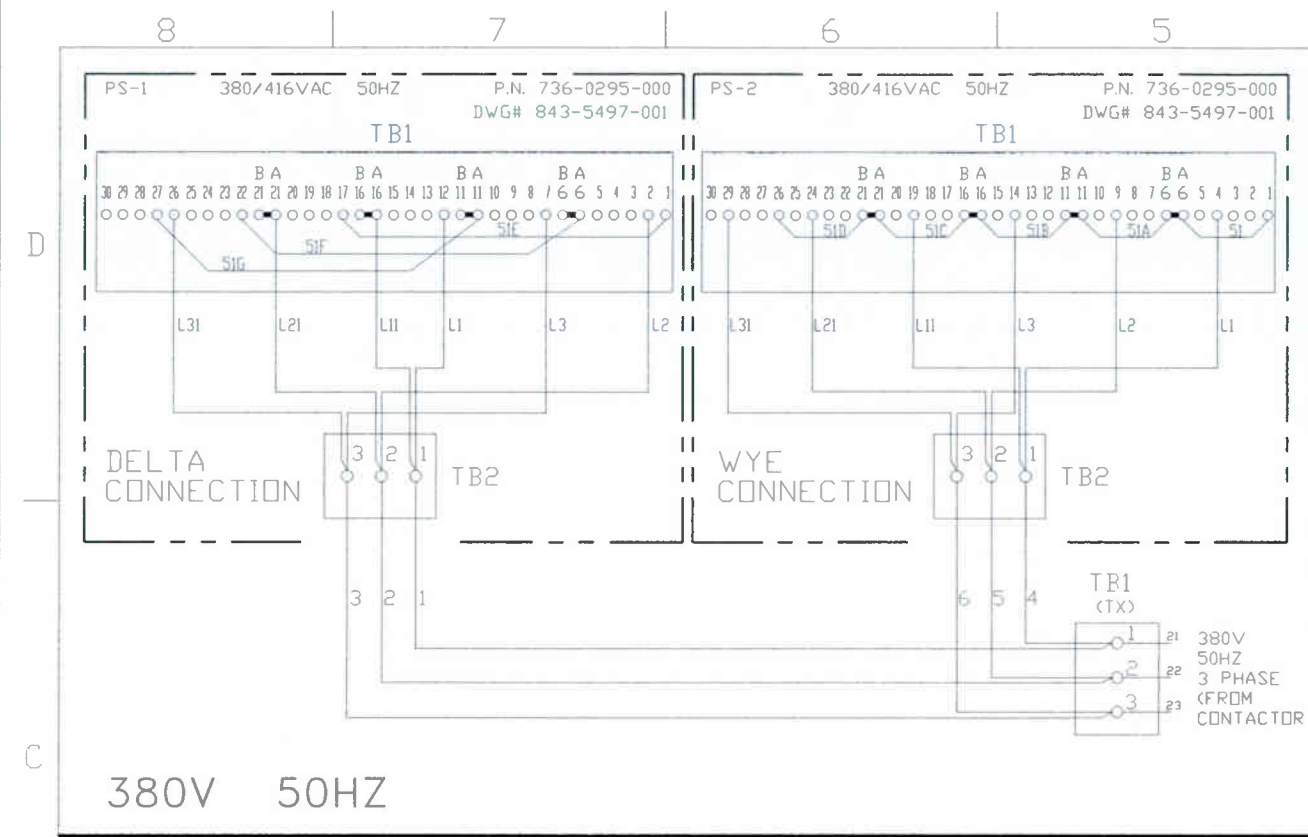 8 7 6 5
PS-1 380/416VAC 50HZ P.N. 736-0295-000
DWG# 843-5497-001
TB1
B A B A B A B A
30 29 28 27 26 25 24 23 22 21 21 20 19 18 17 16 16 15 14 13 12 11 11 10 9 8 7 6 6 5 4 3 2 1
51E
51F
51G
L31 L21 L11 L1 L3 L2
DELTA
CONNECTION
3 2 1
TB2
PS-2 380/416VAC 50HZ P.N. 736-0295-000
DWG# 843-5497-001
TB1
B A B A B A B A
30 29 28 27 26 25 24 23 22 21 21 20 19 18 17 16 16 15 14 13 12 11 11 10 9 8 7 6 6 5 4 3 2 1
51D 51C 51B 51A 51
L31 L21 L11 L3 L2 L1
WYE
CONNECTION
3 2 1
TB2
D
3 2 1
6 5 4
TB1
(TX)
1 21 380V
50HZ
2 22 3 PHASE
3 23 (FROM
CONTACTOR
C
380V 50HZ